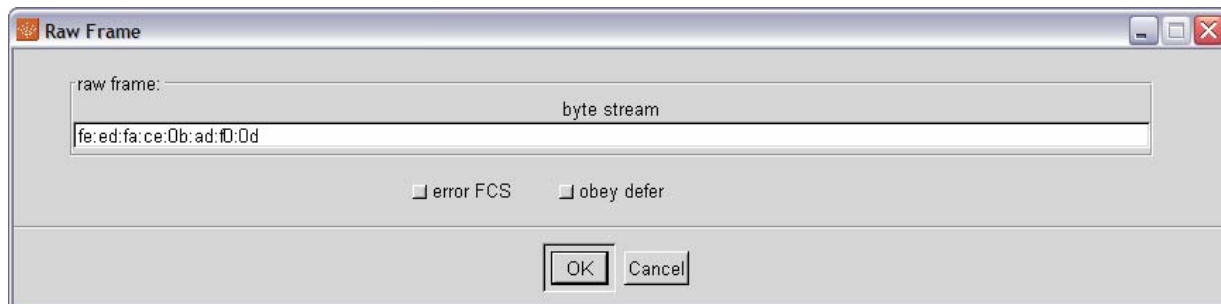 Raw Frame
raw frame:
byte stream
fe:ed:fa:ce:0b:ad:f0:0d
error FCS obey defer
OK Cancel